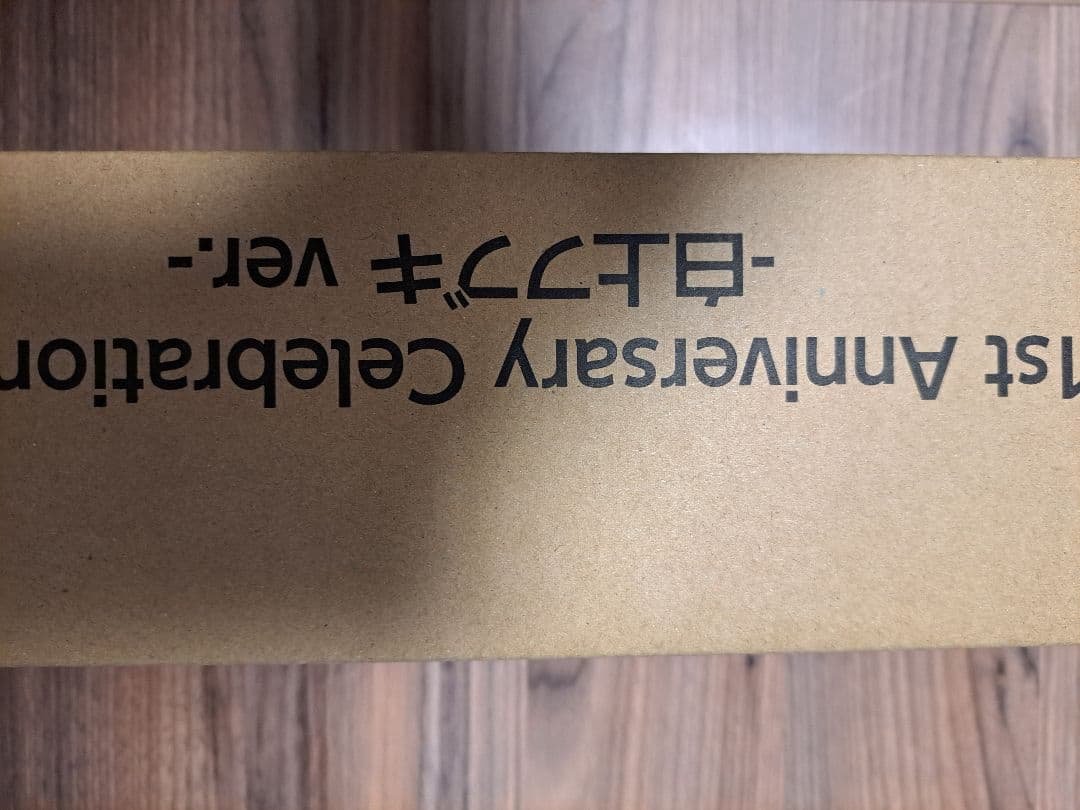 1st Anniversary Celebration
-白上フブキ ver.-